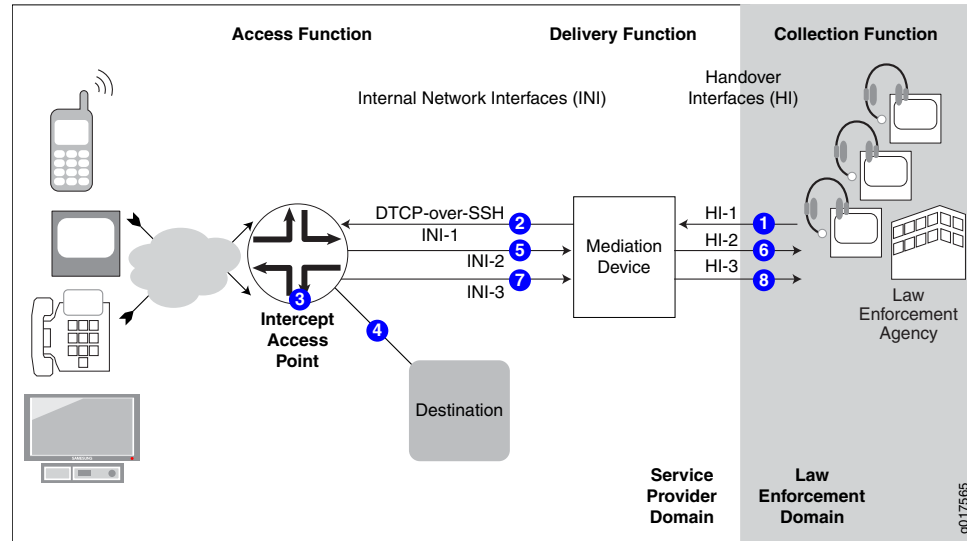 Access Function
Delivery Function
Collection Function
Internal Network Interfaces (INI)
Handover
Interfaces (HI)
DTCP-over-SSH
2
INI-1
5
INI-2
7
INI-3
3
Intercept
Access
Point
4
Destination
Mediation
Device
HI-1
1
HI-2
6
HI-3
8
Law
Enforcement
Agency
SAMSUNG
Service
Provider
Domain
Law
Enforcement
Domain
g017565